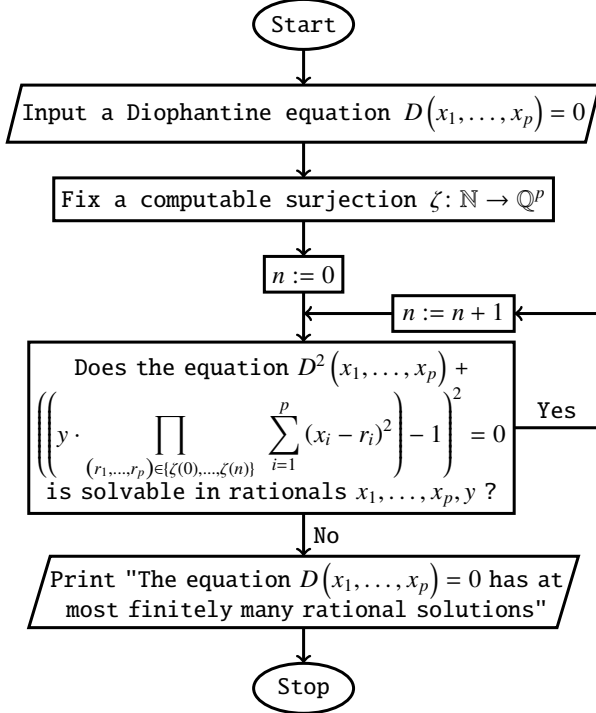 Start
Input a Diophantine equation D(x₁,…,xₚ) = 0
Fix a computable surjection ζ: ℕ → ℚᵖ
n := 0
n := n + 1
Does the equation D²(x₁,…,xₚ) +
((y · ∏_{(r₁,…,rₚ)∈{ζ(0),…,ζ(n)}} ∑_{i=1}^{p} (xᵢ − rᵢ)²) − 1)² = 0
is solvable in rationals x₁,…,xₚ, y ?
Yes
No
Print "The equation D(x₁,…,xₚ) = 0 has at
most finitely many rational solutions"
Stop